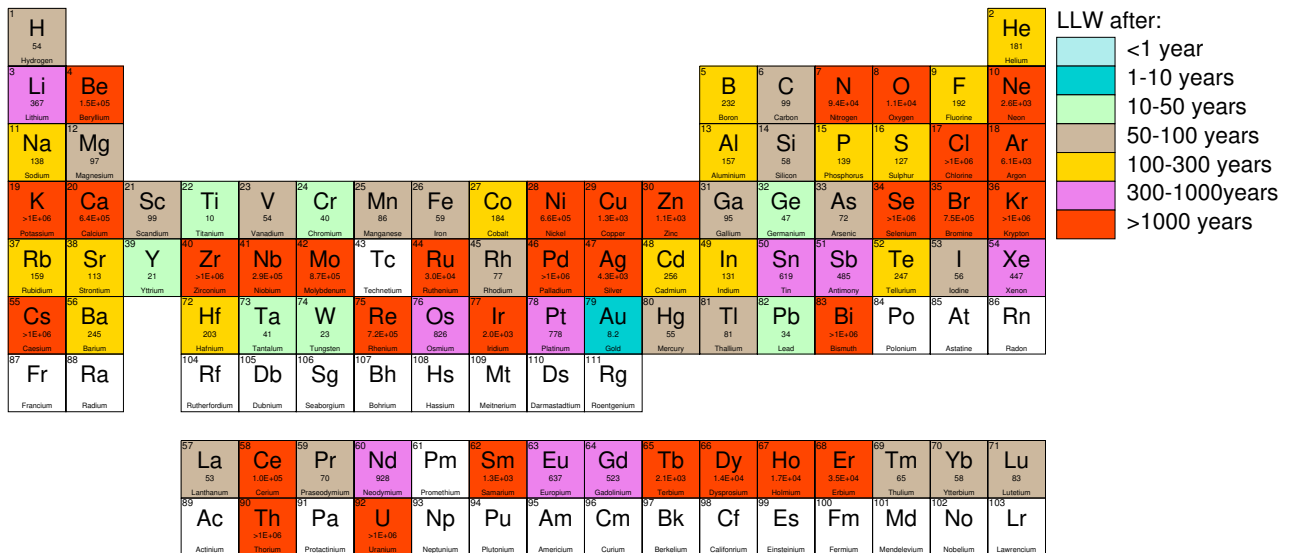 1 2 LLW after:
H He
54 181 <1 year
Hydrogen Helium
3 4 5 6 7 8 9 10 1-10 years
Li Be B C N O F Ne
367 1.5E+05 232 99 9.4E+04 1.1E+04 192 2.6E+03 10-50 years
Lithium Beryllium Boron Carbon Nitrogen Oxygen Fluorine Neon
11 12 13 14 15 16 17 18 50-100 years
Na Mg Al Si P S Cl Ar
138 97 157 58 139 127 >1E+06 6.1E+03 100-300 years
Sodium Magnesium Aluminium Silicon Phosphorus Sulphur Chlorine Argon
19 20 21 22 23 24 25 26 27 28 29 30 31 32 33 34 35 36 300-1000years
K Ca Sc Ti V Cr Mn Fe Co Ni Cu Zn Ga Ge As Se Br Kr
>1E+06 6.4E+05 99 10 54 40 86 59 184 6.6E+05 1.3E+03 1.1E+03 95 47 72 >1E+06 7.5E+05 >1E+06 >1000 years
Potassium Calcium Scandium Titanium Vanadium Chromium Manganese Iron Cobalt Nickel Copper Zinc Gallium Germanium Arsenic Selenium Bromine Krypton
37 38 39 40 41 42 43 44 45 46 47 48 49 50 51 52 53 54
Rb Sr Y Zr Nb Mo Tc Ru Rh Pd Ag Cd In Sn Sb Te I Xe
159 113 21 >1E+06 2.9E+05 8.7E+05 3.0E+04 77 >1E+06 4.3E+03 256 131 619 485 247 56 447
Rubidium Strontium Yttrium Zirconium Niobium Molybdenum Technetium Ruthenium Rhodium Palladium Silver Cadmium Indium Tin Antimony Tellurium Iodine Xenon
55 56 72 73 74 75 76 77 78 79 80 81 82 83 84 85 86
Cs Ba Hf Ta W Re Os Ir Pt Au Hg Tl Pb Bi Po At Rn
>1E+06 245 203 41 23 7.2E+05 826 2.0E+03 778 8.2 55 81 34 >1E+06
Caesium Barium Hafnium Tantalum Tungsten Rhenium Osmium Iridium Platinum Gold Mercury Thallium Lead Bismuth Polonium Astatine Radon
87 88 104 105 106 107 108 109 110 111
Fr Ra Rf Db Sg Bh Hs Mt Ds Rg
Francium Radium Rutherfordium Dubnium Seaborgium Bohrium Hassium Meitnerium Darmastadtium Roentgenium
57 58 59 60 61 62 63 64 65 66 67 68 69 70 71
La Ce Pr Nd Pm Sm Eu Gd Tb Dy Ho Er Tm Yb Lu
53 1.0E+05 70 928 1.3E+03 637 523 2.1E+03 1.4E+04 1.7E+04 3.5E+04 65 58 83
Lanthanum Cerium Praseodymium Neodymium Promethium Samarium Europium Gadolinium Terbium Dysprosium Holmium Erbium Thulium Ytterbium Lutetium
89 90 91 92 93 94 95 96 97 98 99 100 101 102 103
Ac Th Pa U Np Pu Am Cm Bk Cf Es Fm Md No Lr
>1E+06 >1E+06
Actinium Thorium Protactinium Uranium Neptunium Plutonium Americium Curium Berkelium Califonrium Einsteinium Fermium Mendelevium Nobelium Lawrencium